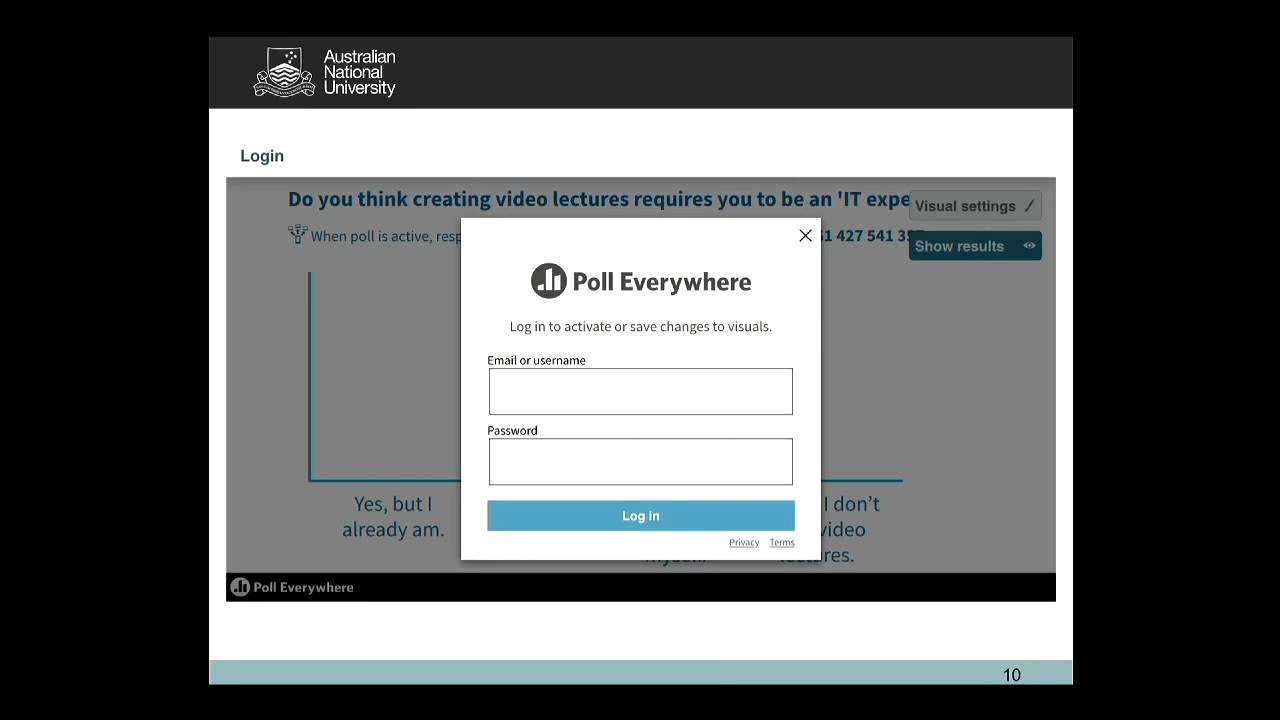 Australian
National
University
Login
Do you think creating video lectures requires you to be an 'IT expe
Visual settings
When poll is active, resp
427 541
Show results
Poll Everywhere
Log in to activate or save changes to visuals.
Email or username
Password
Log in
Privacy Terms
Yes, but I
already am.
I don't
video
Poll Everywhere
10